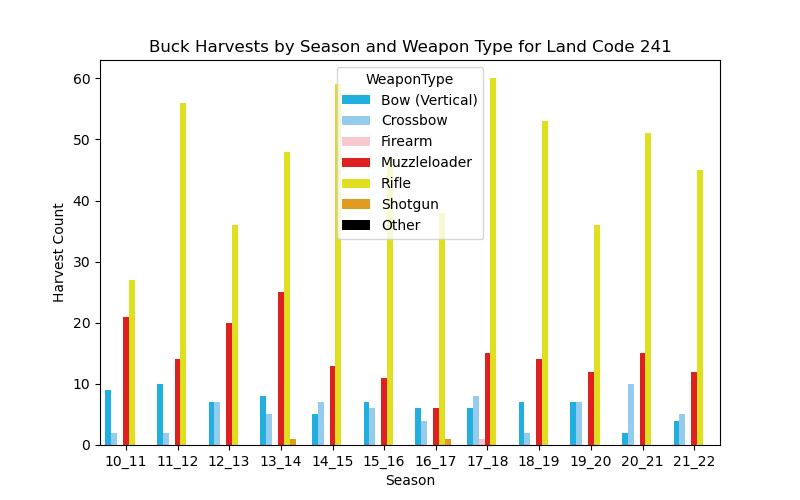 Buck Harvests by Season and Weapon Type for Land Code 241
WeaponType
Bow (Vertical)
Crossbow
Firearm
Muzzleloader
Rifle
Shotgun
Other
Harvest Count
60
50
40
30
20
10
0
10_11 11_12 12_13 13_14 14_15 15_16 16_17 17_18 18_19 19_20 20_21 21_22
Season